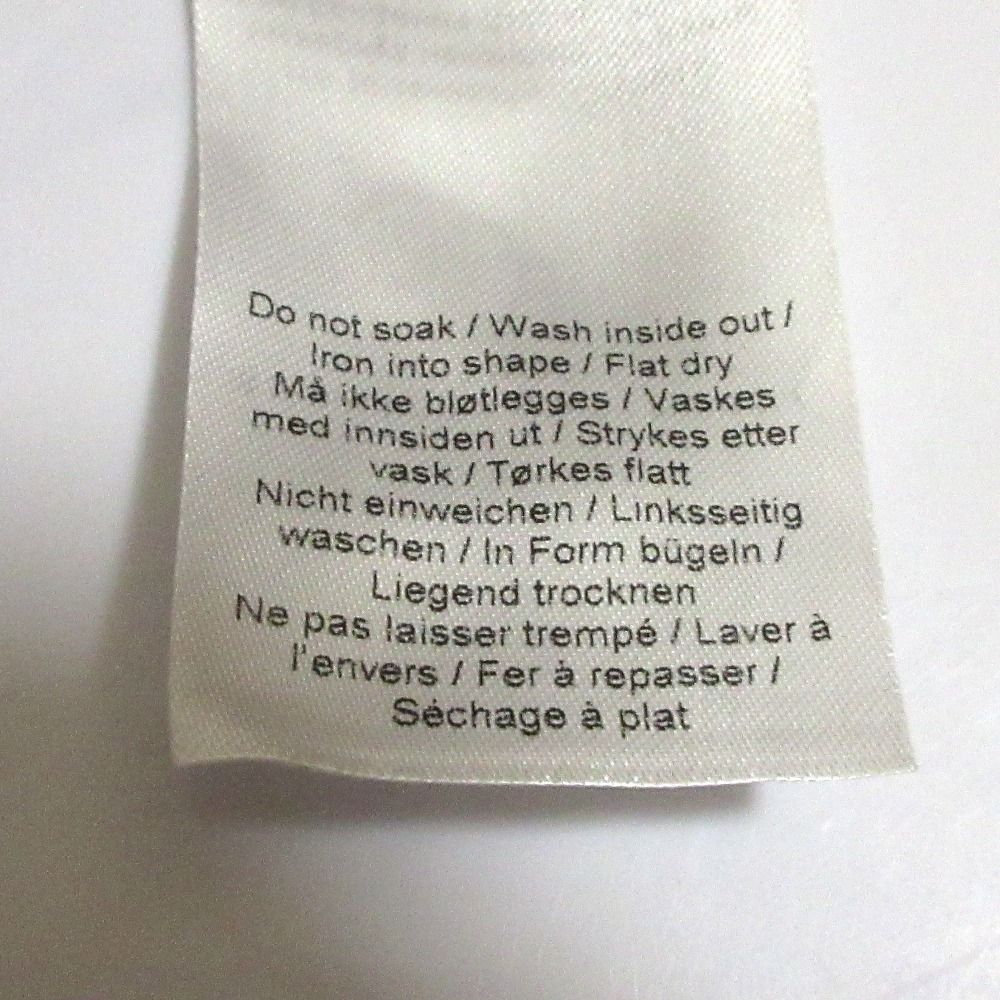 Do not soak / Wash inside out /
Iron into shape / Flat dry
Må ikke bløtlegges / Vaskes
med innsiden ut / Strykes etter
vask / Tørkes flatt
Nicht einweichen / Linksseitig
waschen / In Form bügeln /
Liegend trocknen
Ne pas laisser trempé / Laver à
l'envers / Fer à repasser /
Séchage à plat